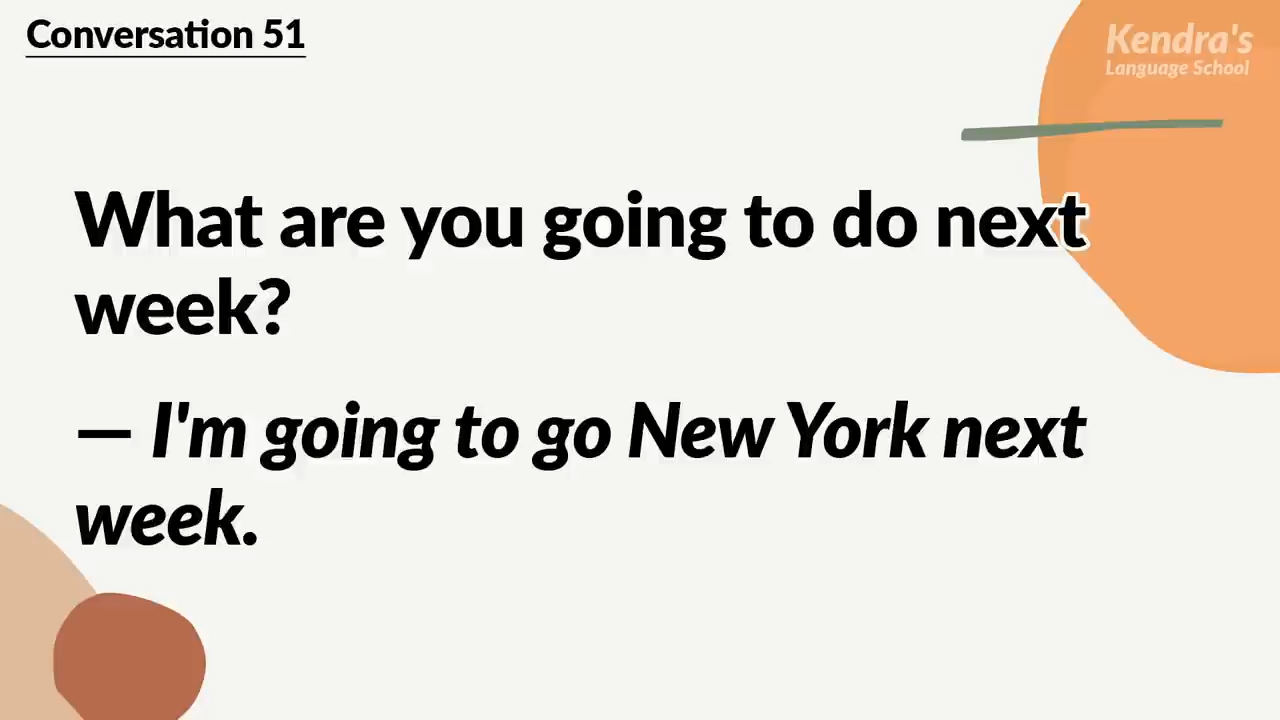 Conversation 51
Kendra's
Language School
What are you going to do next
week?
— I'm going to go New York next
week.